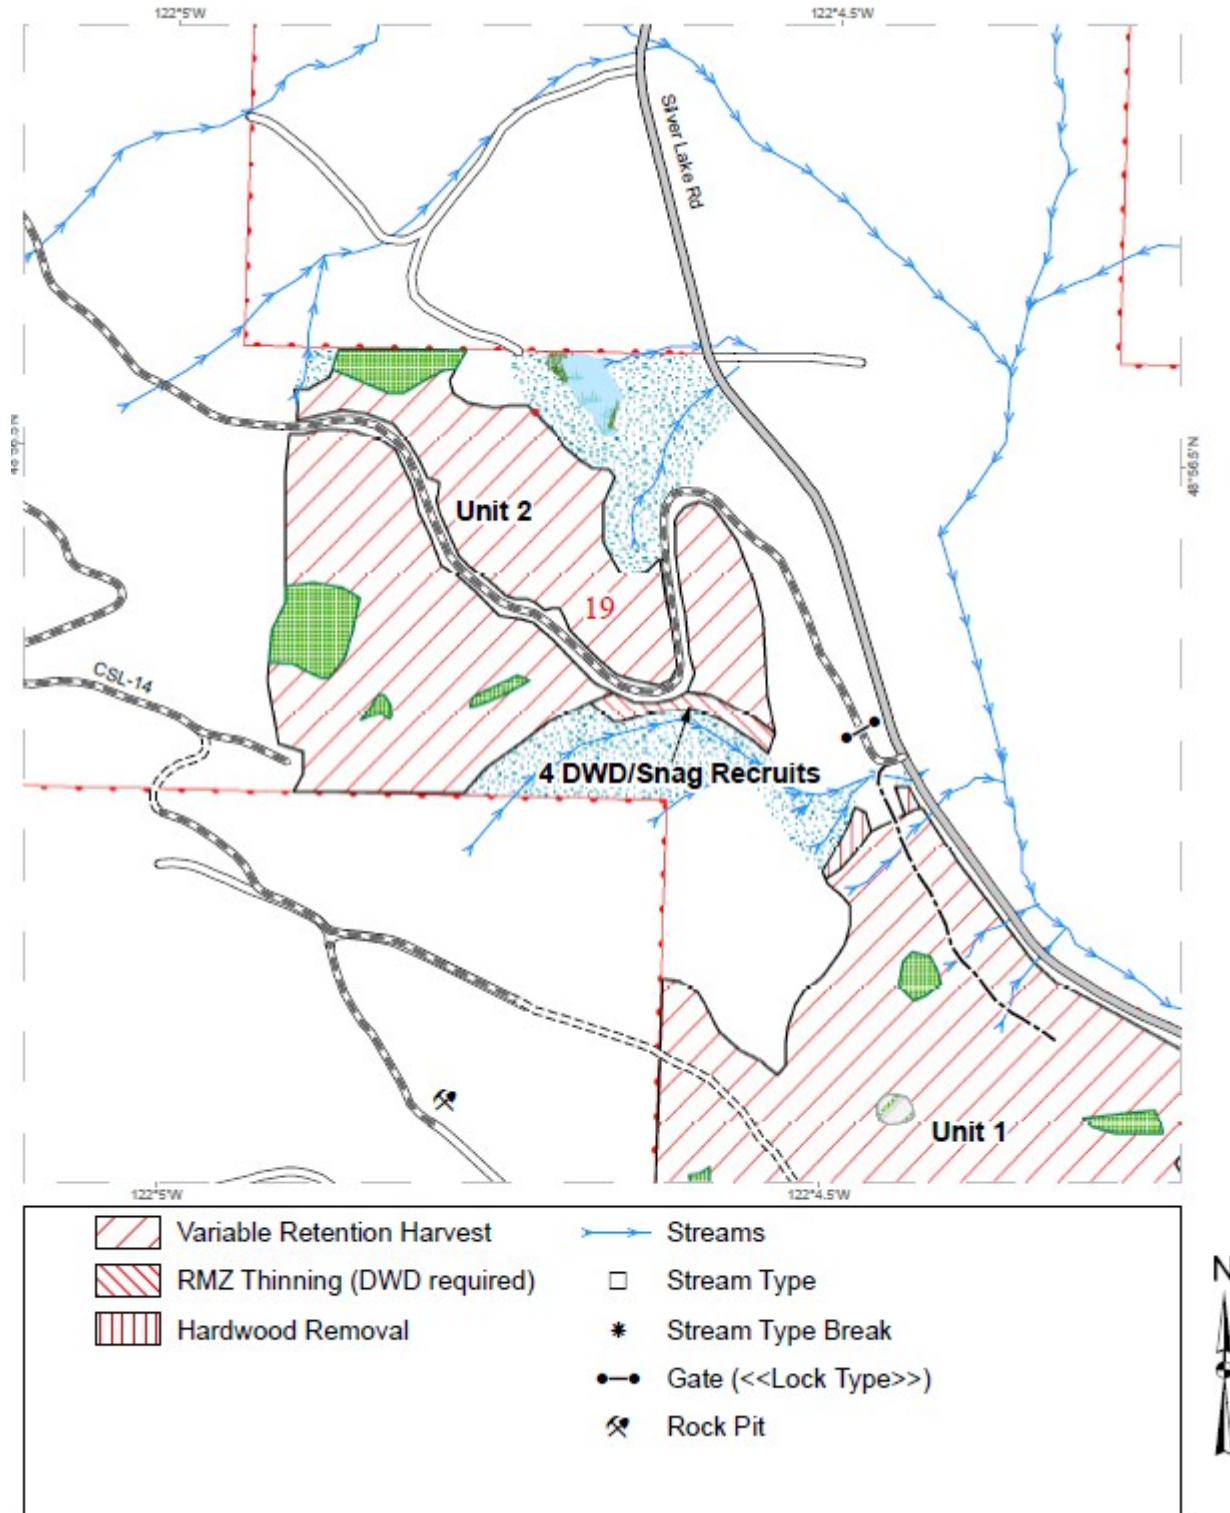 122°5'W
122°4.5'W
Silver Lake Rd
48°56.5'N
Unit 2
19
CSL-14
4 DWD/Snag Recruits
Unit 1
122°5'W
122°4.5'W
Variable Retention Harvest
RMZ Thinning (DWD required)
Hardwood Removal
Streams
Stream Type
Stream Type Break
Gate (<<Lock Type>>)
Rock Pit
N